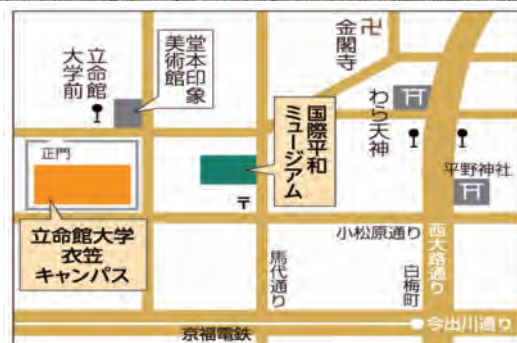 立命館
大学前
堂本印象
美術館
金閣寺
卍
わら天神
国際平和
ミュージアム
正門
平野神社
〒
立命館大学
衣笠
キャンパス
小松原通り
西大路通り
馬代通り
白梅町
今出川通り
京福電鉄